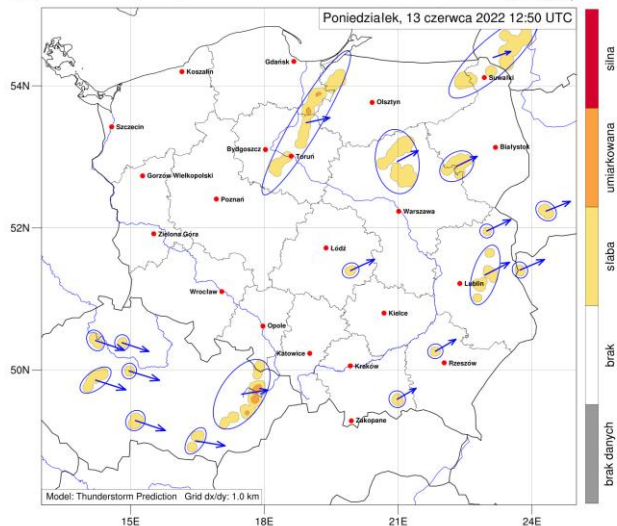 Poniedzialek, 13 czerwca 2022 12:50 UTC
54N
52N
50N
15E
18E
21E
24E
Gdańsk
Koszalin
Suwałki
Olsztyn
Szczecin
Bydgoszcz
Toruń
Białystok
Gorzów Wielkopolski
Poznań
Warszawa
Zielona Góra
Łódź
Lublin
Wrocław
Kielce
Opole
Katowice
Kraków
Rzeszów
Zakopane
Model: Thunderstorm Prediction Grid dx/dy: 1.0 km
silna
umiarkowana
słaba
brak
brak danych